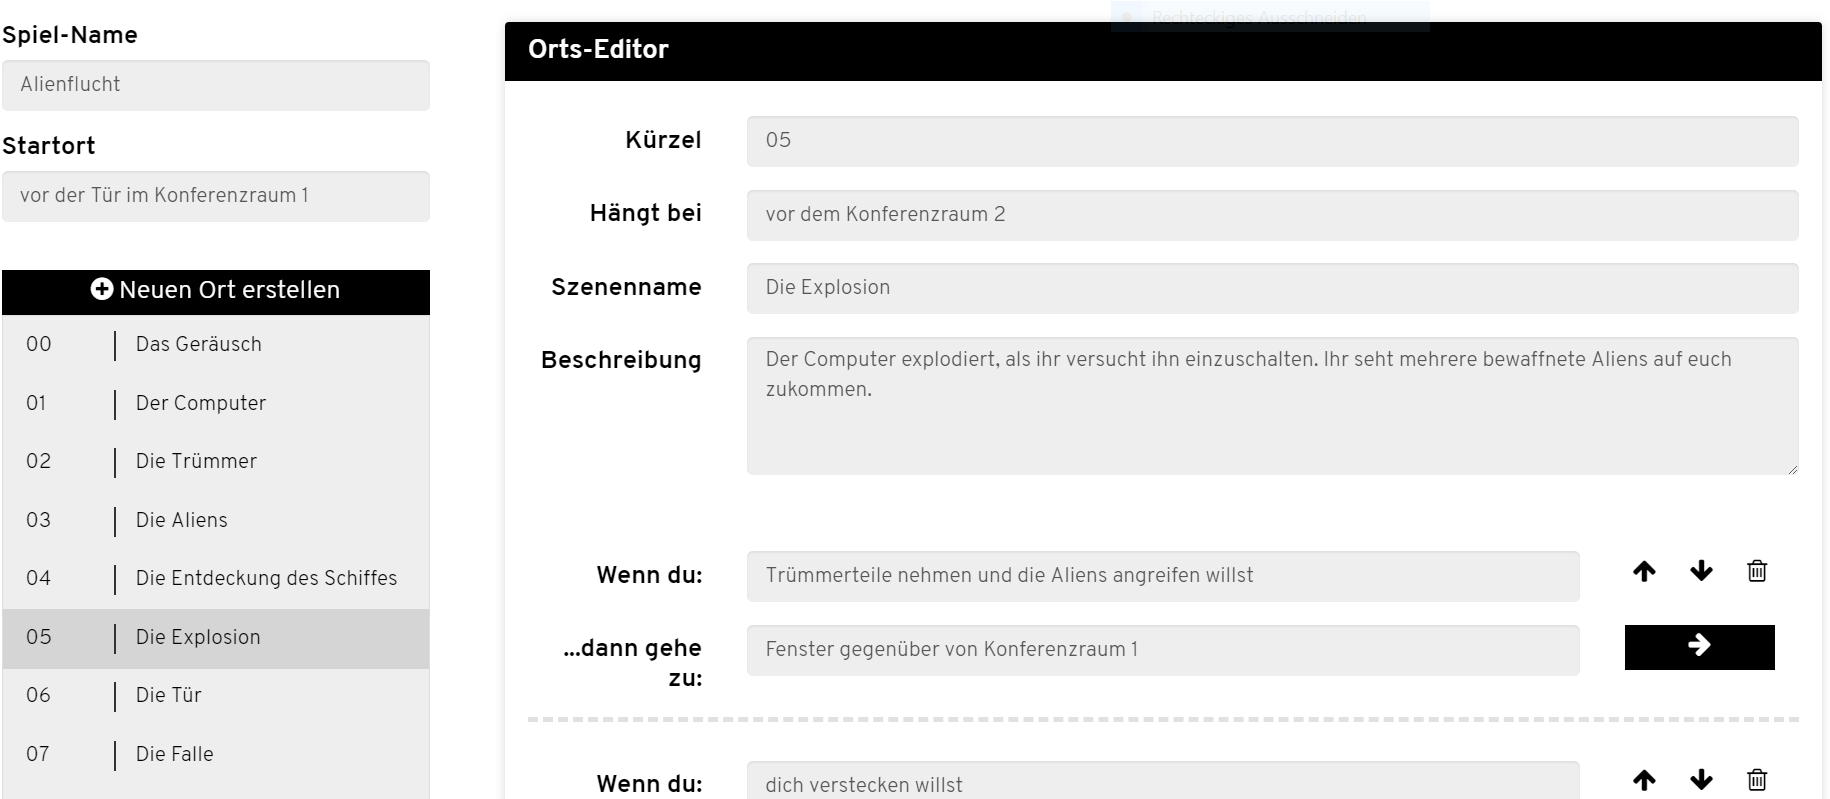 Rechteckiges Ausschneiden
Spiel-Name
Alienflucht
Startort
vor der Tür im Konferenzraum 1
Neuen Ort erstellen
00 Das Geräusch
01 Der Computer
02 Die Trümmer
03 Die Aliens
04 Die Entdeckung des Schiffes
05 Die Explosion
06 Die Tür
07 Die Falle
Orts-Editor
Kürzel 05
Hängt bei vor dem Konferenzraum 2
Szenenname Die Explosion
Beschreibung Der Computer explodiert, als ihr versucht ihn einzuschalten. Ihr seht mehrere bewaffnete Aliens auf euch
zukommen.
Wenn du: Trümmerteile nehmen und die Aliens angreifen willst
...dann gehe Fenster gegenüber von Konferenzraum 1
zu:
Wenn du: dich verstecken willst